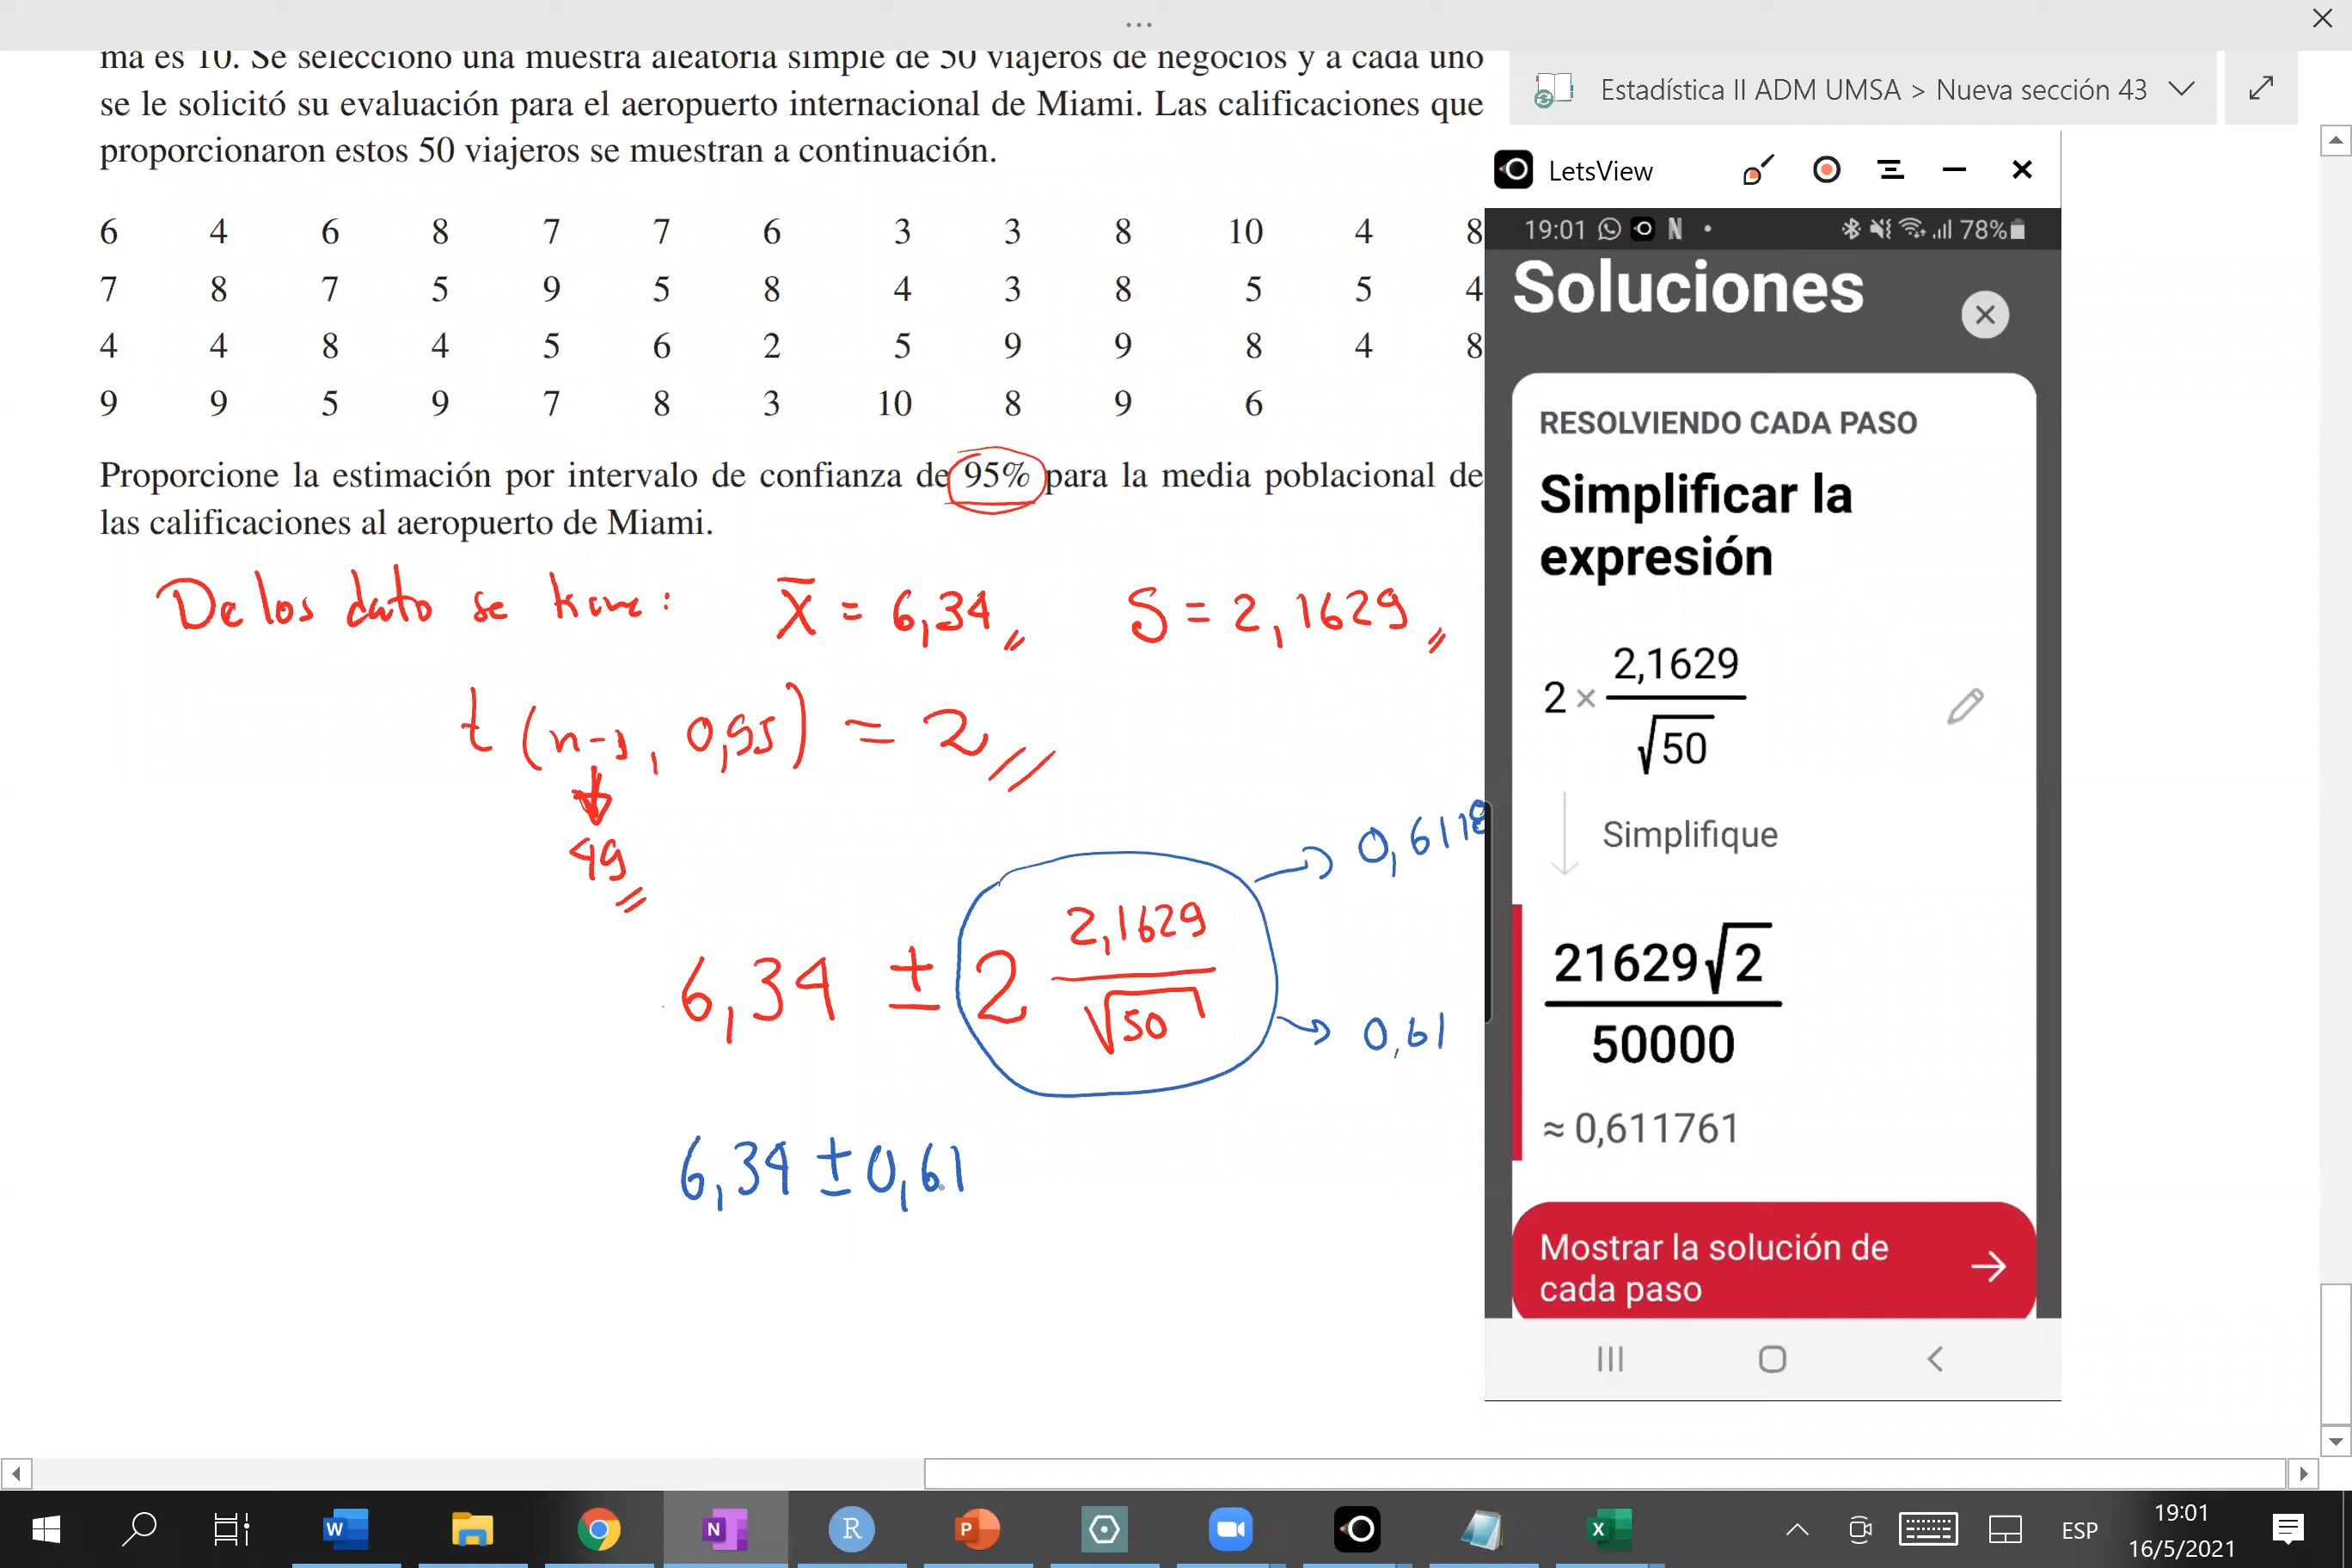 ma es 10. Se seleccionó una muestra aleatoria simple de 50 viajeros de negocios y a cada uno
se le solicitó su evaluación para el aeropuerto internacional de Miami. Las calificaciones que
proporcionaron estos 50 viajeros se muestran a continuación.
6 4 6 8 7 7 6 3 3 8 10 4 8
7 8 7 5 9 5 8 4 3 8 5 5 4
4 4 8 4 5 6 2 5 9 9 8 4 8
9 9 5 9 7 8 3 10 8 9 6
Proporcione la estimación por intervalo de confianza de 95% para la media poblacional de
las calificaciones al aeropuerto de Miami.
De los dato se tiene: x̄ = 6,34 S = 2,1629
t (n-1, 0,95) = 2
49
6,34 ± 2 2,1629
√50
0,6118
0,61
6,34 ± 0,61
Estadística II ADM UMSA > Nueva sección 43
LetsView
19:01 N 78%
Soluciones
RESOLVIENDO CADA PASO
Simplificar la
expresión
2 × 2,1629
√50
Simplifique
21629√2
50000
≈ 0,611761
Mostrar la solución de
cada paso
W N R P X ESP
19:01
16/5/2021